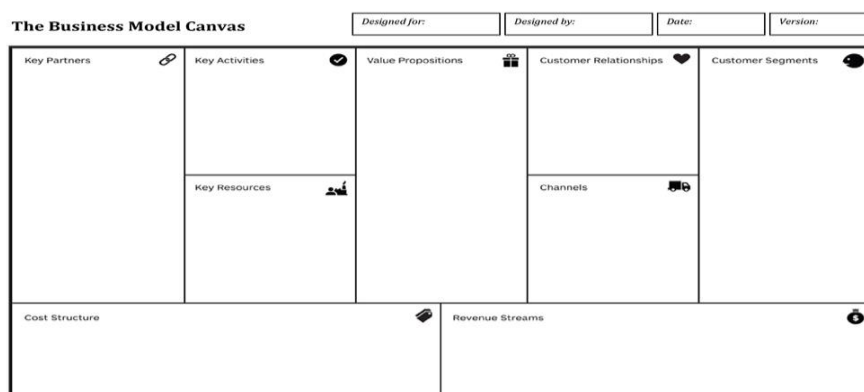 The Business Model Canvas
Designed for:
Designed by:
Date:
Version:
Key Partners
Key Activities
Value Propositions
Customer Relationships
Customer Segments
Key Resources
Channels
Cost Structure
Revenue Streams
$